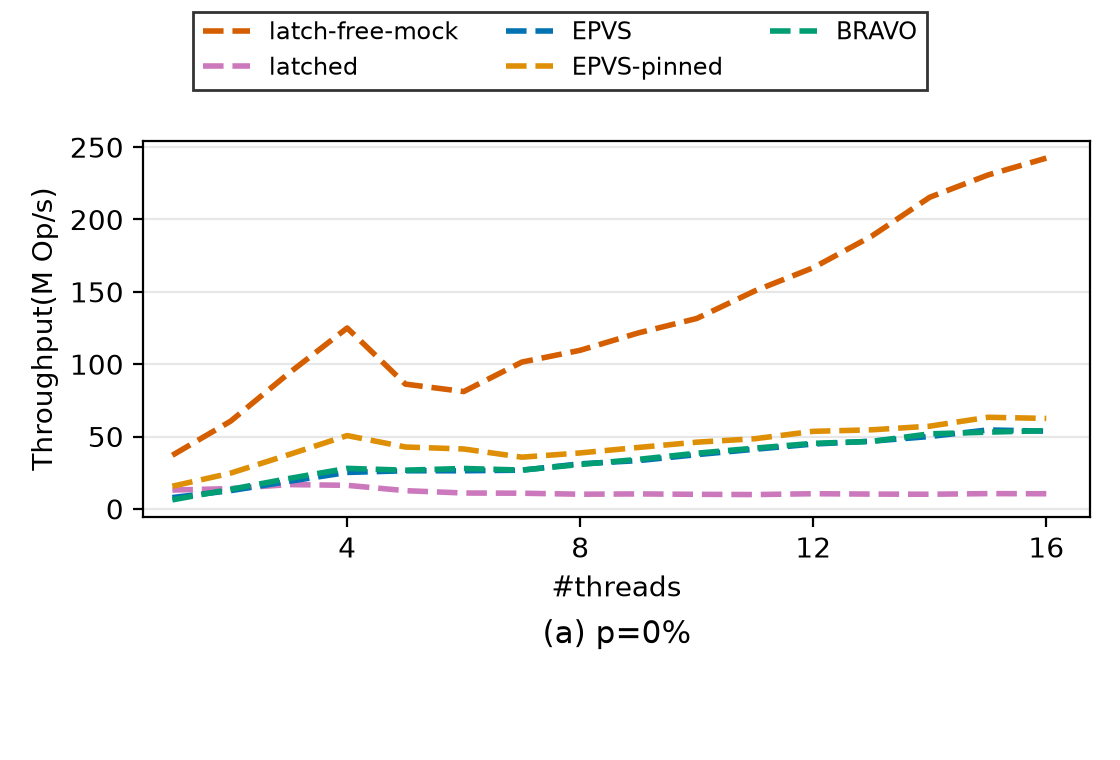 latch-free-mock EPVS BRAVO
latched EPVS-pinned
250
200
150
100
50
0
Throughput(M Op/s)
4 8 12 16
#threads
(a) p=0%